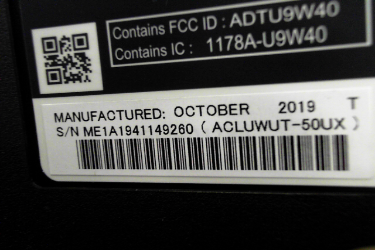 Contains FCC ID : ADTU9W40
Contains IC : 1178A-U9W40
MANUFACTURED: OCTOBER 2019 T
S/N ME1A1941149260 ( ACLUWUT-50UX )